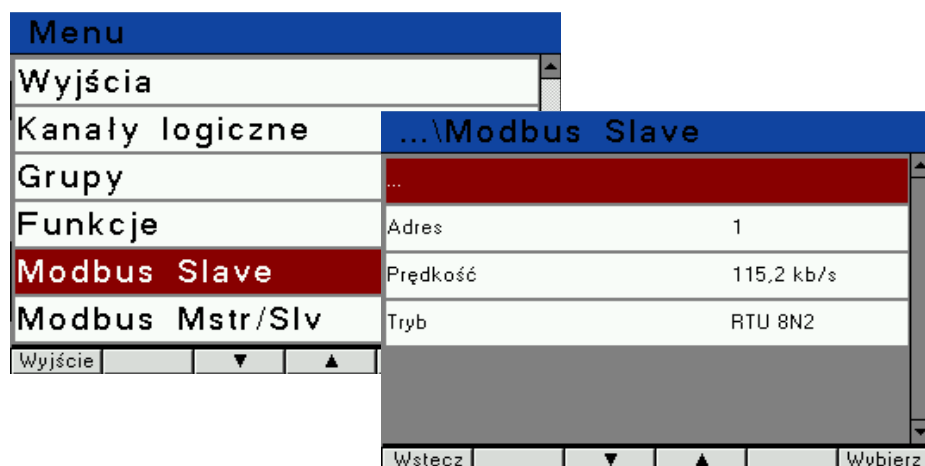 Menu
Wyjścia
Kanały logiczne
Grupy
Funkcje
Modbus Slave
Modbus Mstr/Slv
Wyjście ▼ ▲
...\Modbus Slave
...
Adres 1
Prędkość 115,2 kb/s
Tryb RTU 8N2
Wstecz ▼ ▲ Wybierz